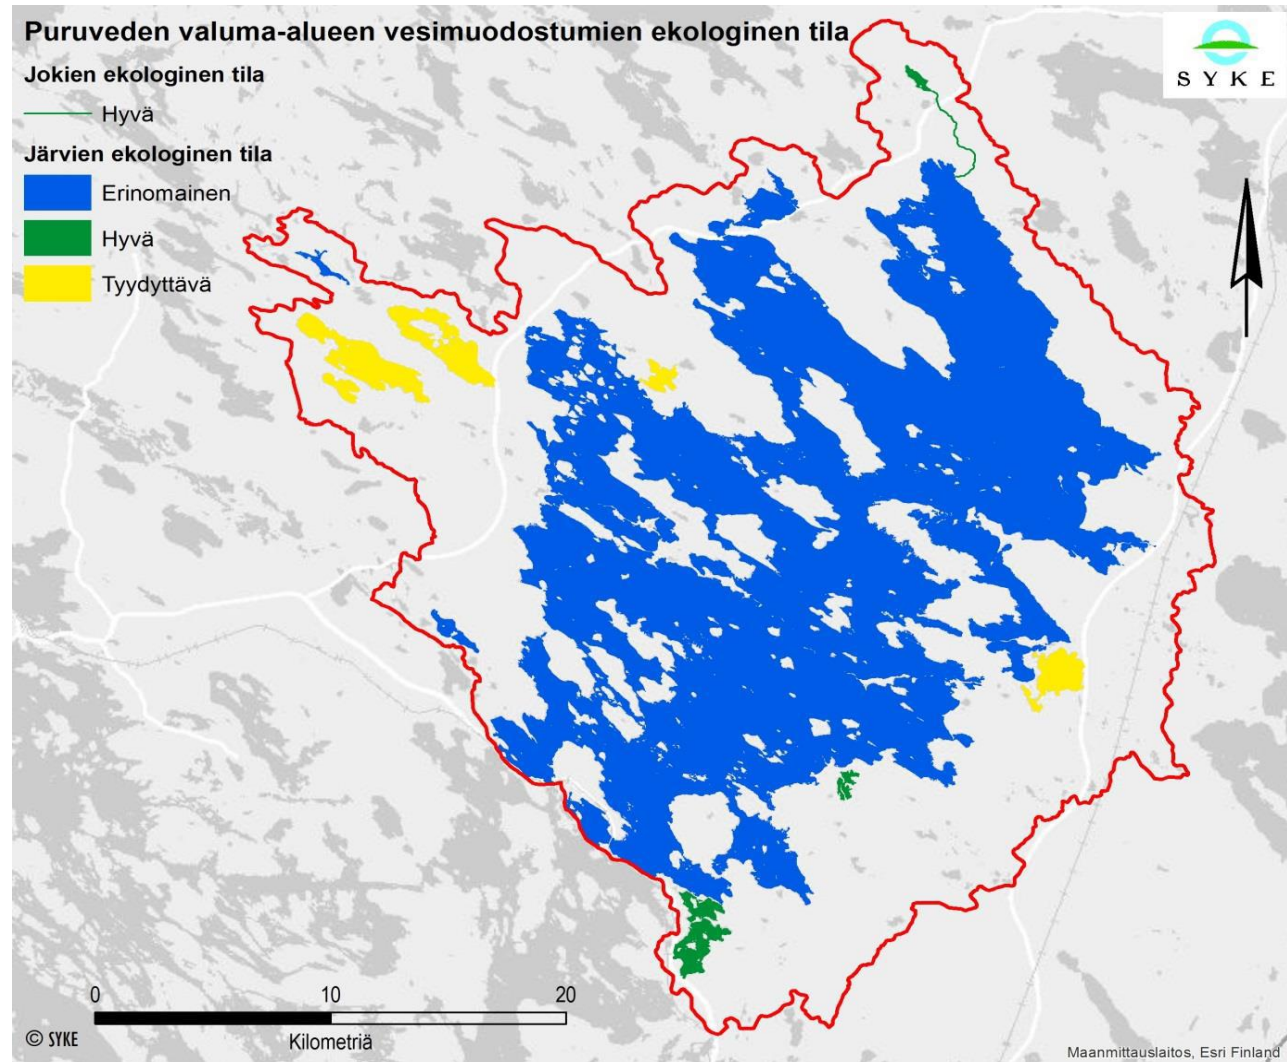 Puruveden valuma-alueen vesimuodostumien ekologinen tila
Jokien ekologinen tila
Hyvä
Järvien ekologinen tila
Erinomainen
Hyvä
Tyydyttävä
SYKE
0 10 20
Kilometriä
© SYKE
Maanmittauslaitos, Esri Finland